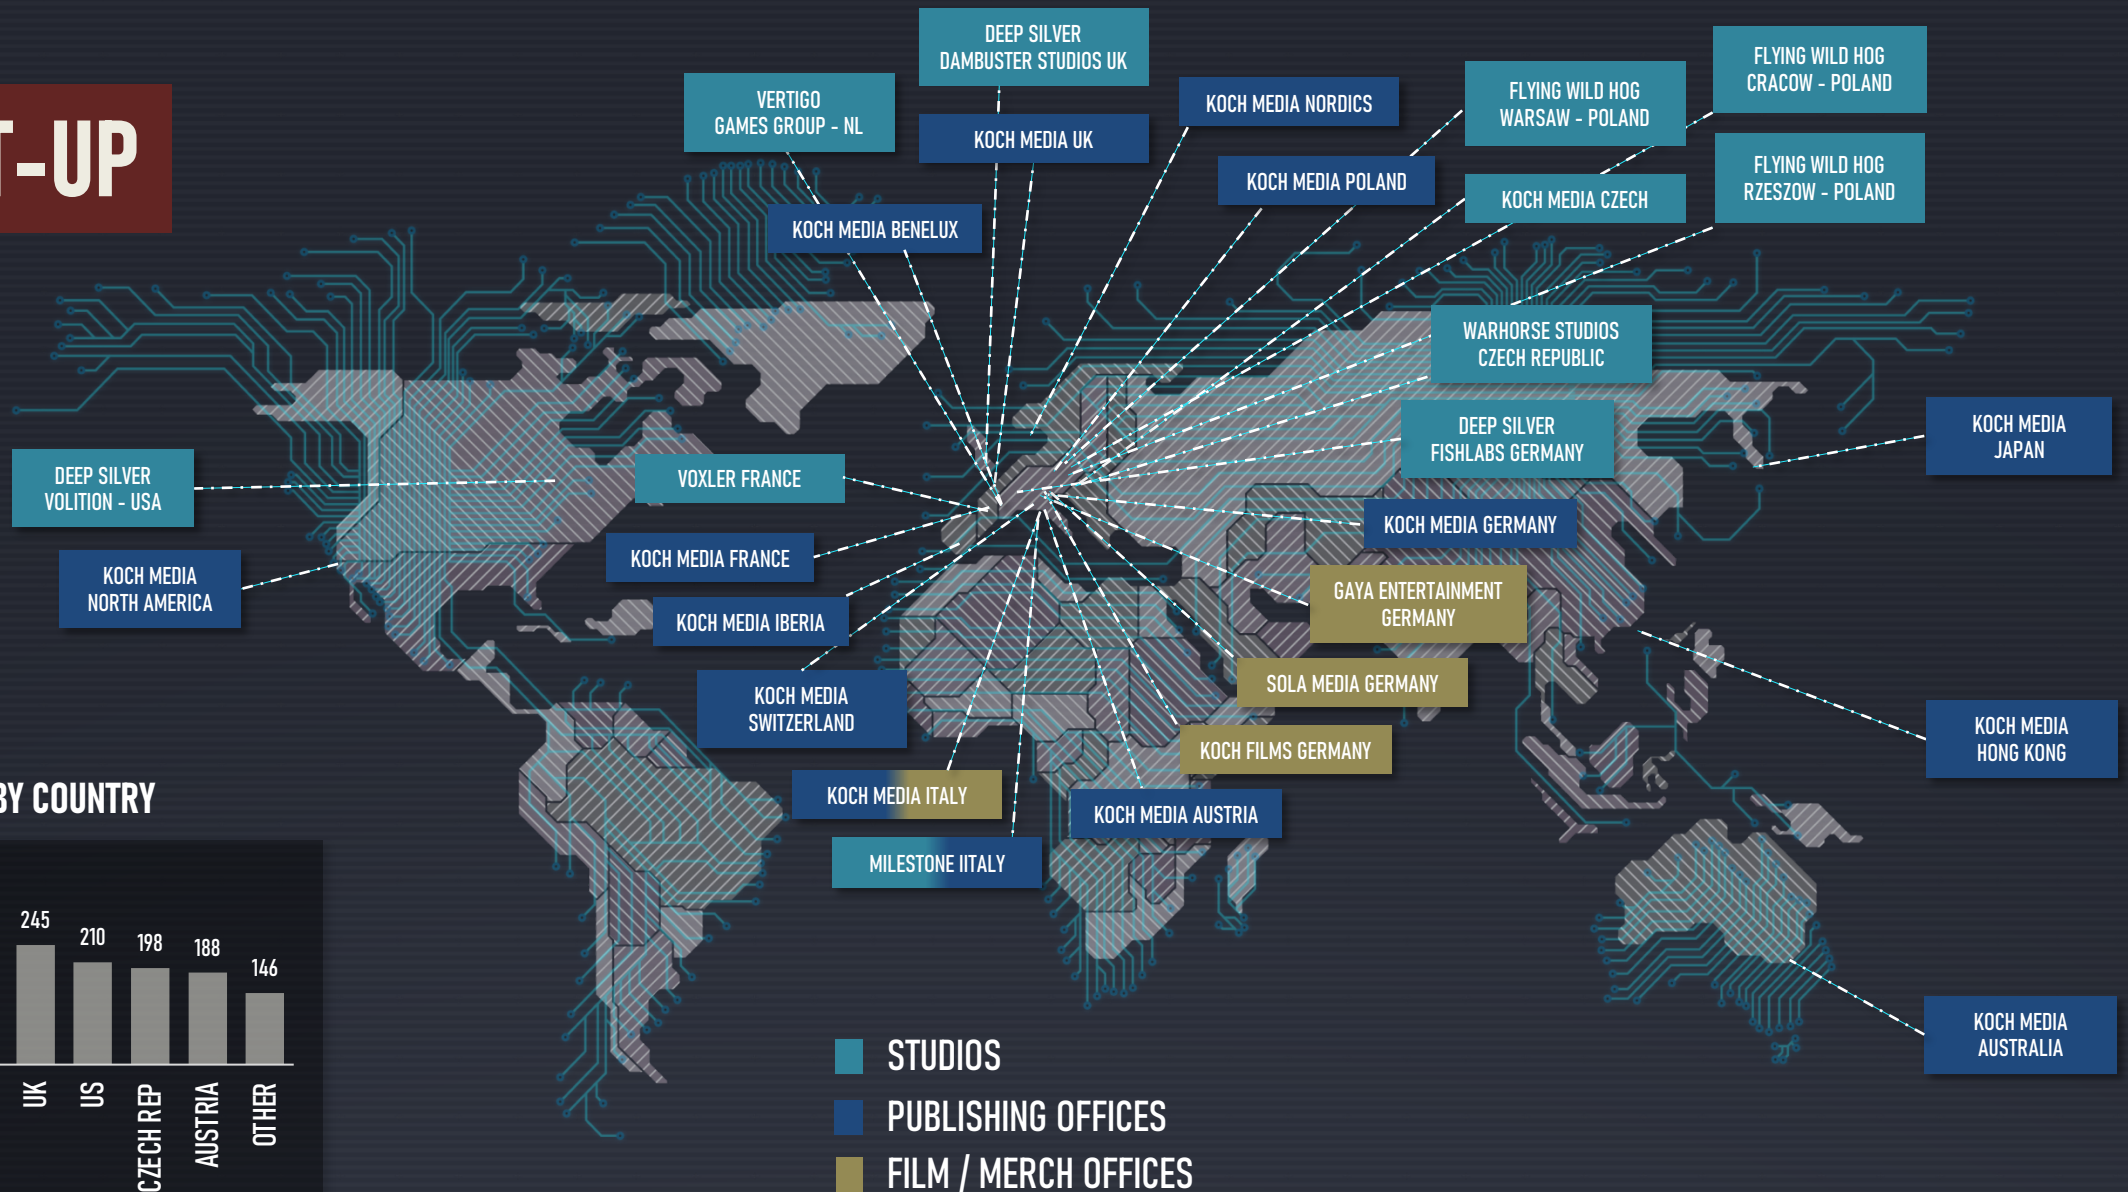 T-UP
DEEP SILVER
DAMBUSTER STUDIOS UK
VERTIGO
GAMES GROUP - NL
KOCH MEDIA UK
KOCH MEDIA NORDICS
FLYING WILD HOG
WARSAW - POLAND
FLYING WILD HOG
CRACOW - POLAND
KOCH MEDIA POLAND
KOCH MEDIA CZECH
FLYING WILD HOG
RZESZOW - POLAND
KOCH MEDIA BENELUX
WARHORSE STUDIOS
CZECH REPUBLIC
DEEP SILVER
FISHLABS GERMANY
KOCH MEDIA
JAPAN
DEEP SILVER
VOLITION - USA
VOXLER FRANCE
KOCH MEDIA GERMANY
KOCH MEDIA FRANCE
KOCH MEDIA
NORTH AMERICA
GAYA ENTERTAINMENT
GERMANY
KOCH MEDIA IBERIA
SOLA MEDIA GERMANY
KOCH MEDIA
SWITZERLAND
KOCH FILMS GERMANY
KOCH MEDIA
HONG KONG
KOCH MEDIA ITALY
KOCH MEDIA AUSTRIA
MILESTONE IITALY
KOCH MEDIA
AUSTRALIA
BY COUNTRY
245
210
198
188
146
UK
US
CZECH REP
AUSTRIA
OTHER
STUDIOS
PUBLISHING OFFICES
FILM / MERCH OFFICES